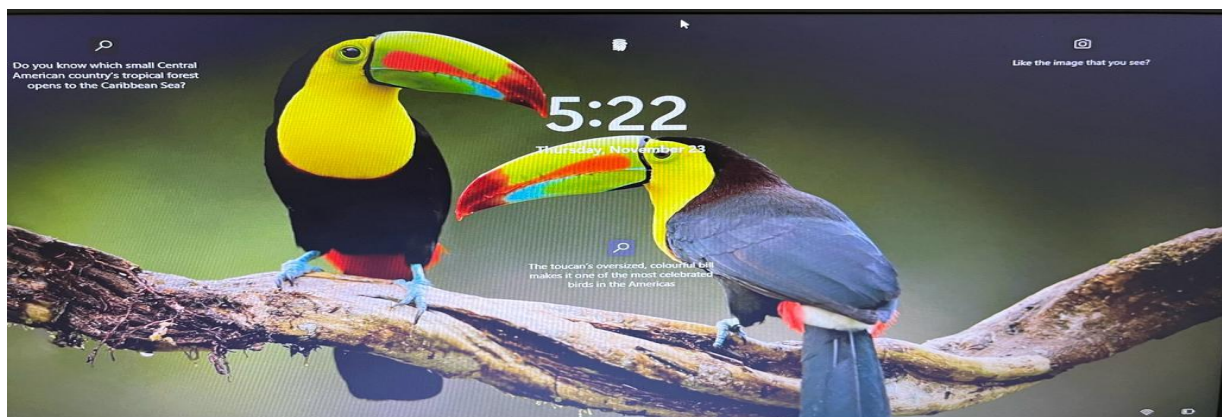 Do you know which small Central
American country's tropical forest
opens to the Caribbean Sea?
Like the image that you see?
5:22
Thursday, November 23
The toucan's oversized, colourful bill
makes it one of the most celebrated
birds in the Americas